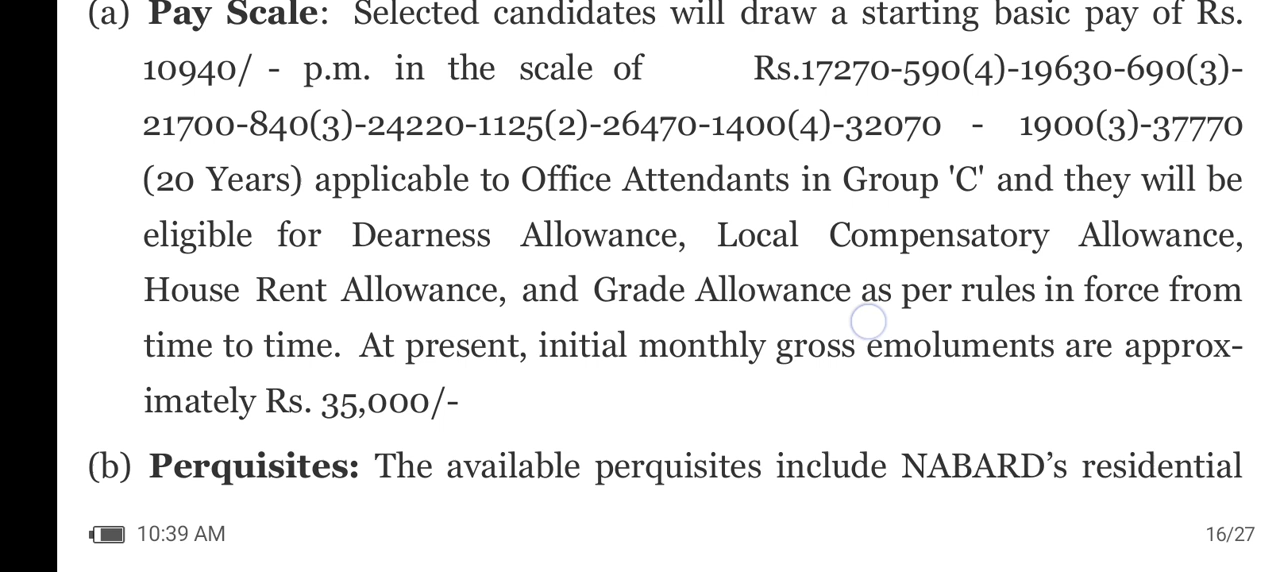 (a) Pay Scale: Selected candidates will draw a starting basic pay of Rs.
10940/ - p.m. in the scale of Rs.17270-590(4)-19630-690(3)-
21700-840(3)-24220-1125(2)-26470-1400(4)-32070 - 1900(3)-37770
(20 Years) applicable to Office Attendants in Group 'C' and they will be
eligible for Dearness Allowance, Local Compensatory Allowance,
House Rent Allowance, and Grade Allowance as per rules in force from
time to time. At present, initial monthly gross emoluments are approx-
imately Rs. 35,000/-
(b) Perquisites: The available perquisites include NABARD’s residential
10:39 AM 16/27